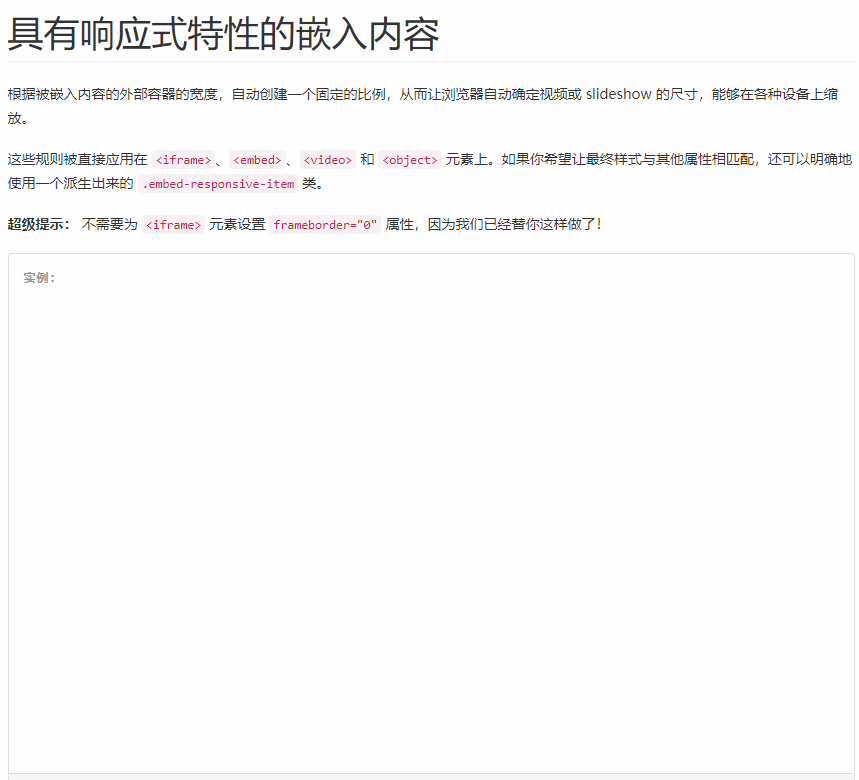 具有响应式特性的嵌入内容
根据被嵌入内容的外部容器的宽度，自动创建一个固定的比例，从而让浏览器自动确定视频或 slideshow 的尺寸，能够在各种设备上缩
放。
这些规则被直接应用在 <iframe>、<embed>、<video> 和 <object> 元素上。如果你希望让最终样式与其他属性相匹配，还可以明确地
使用一个派生出来的 .embed-responsive-item 类。
超级提示： 不需要为 <iframe> 元素设置 frameborder="0" 属性，因为我们已经替你这样做了！
实例：